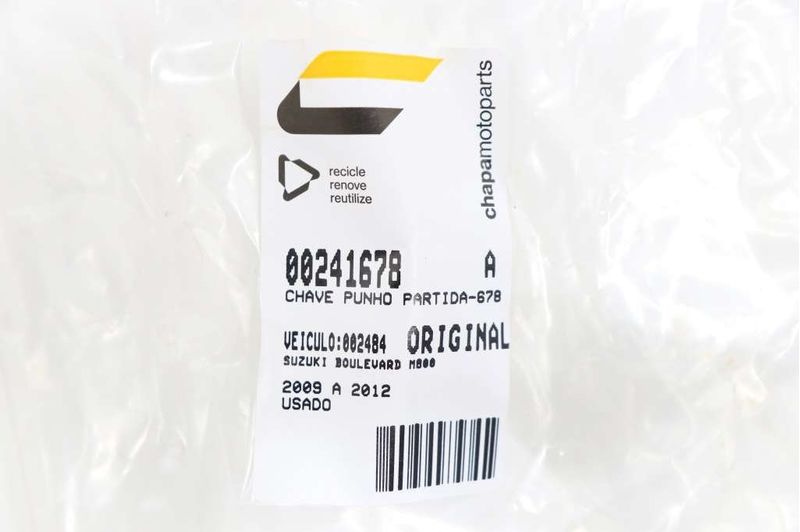 chapamotoparts
recicle
renove
reutilize
00241678 A
CHAVE PUNHO PARTIDA-678
VEICULO:002484 ORIGINAL
SUZUKI BOULEVARD M800
2009 A 2012
USADO